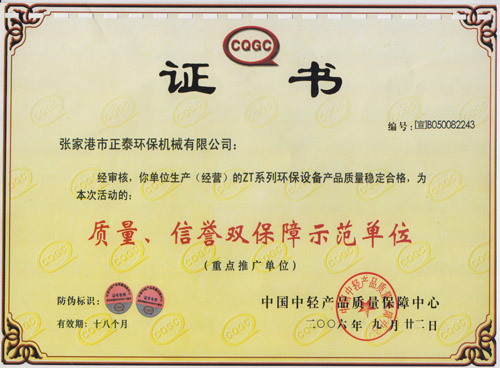 CQGC
证书
编号：[宣]B050082243
张家港市正泰环保机械有限公司：
经审核，你单位生产（经营）的ZT系列环保设备产品质量稳定合格，为
本次活动的：
质量、信誉双保障示范单位
（重点推广单位）
防伪标识：
有效期：十八个月
中国中轻产品质量保障中心
二00六年九月廿二日